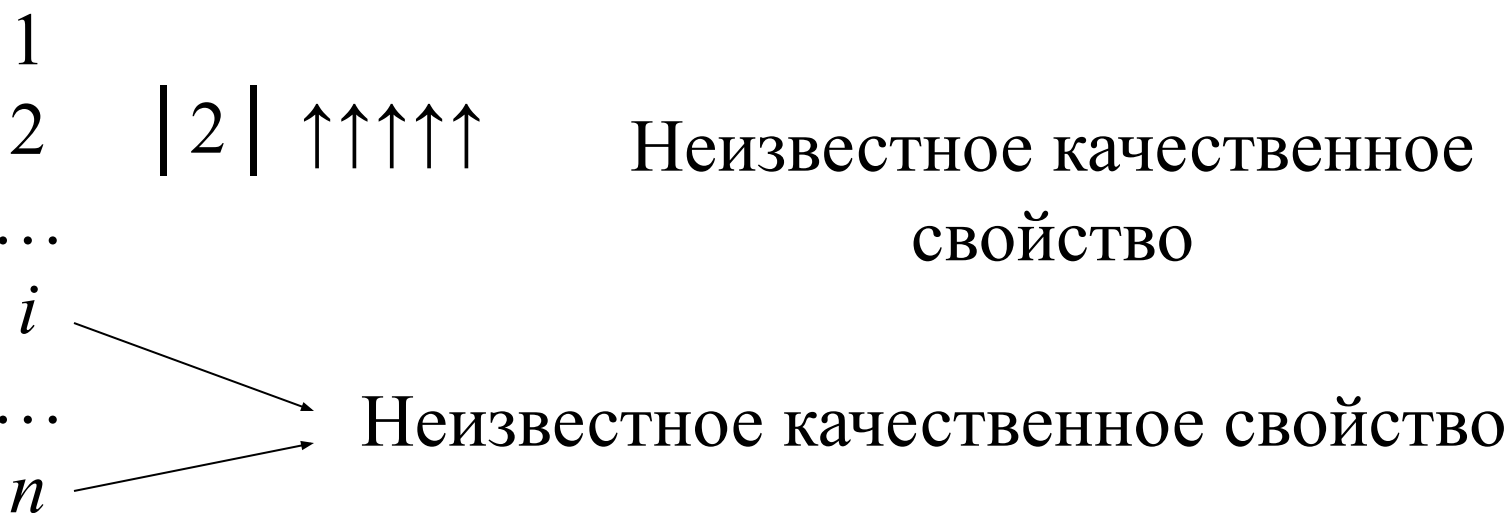 1
2 | 2 | ↑↑↑↑↑ Неизвестное качественное
свойство
…
i
… Неизвестное качественное свойство
n